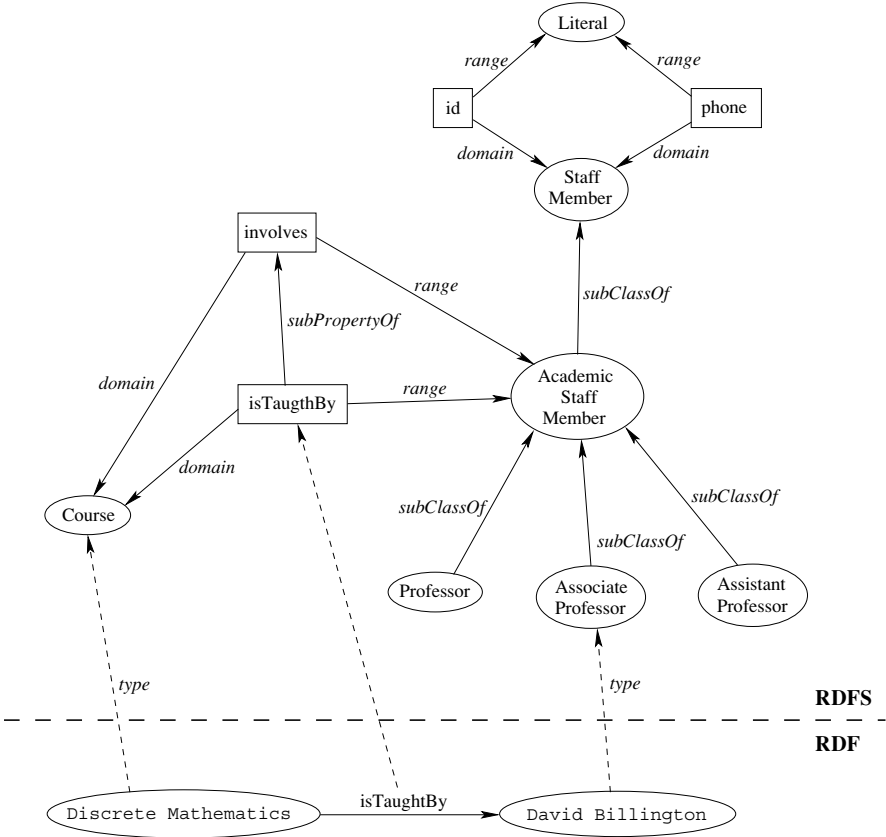 Literal
range
range
id
phone
domain
domain
Staff
Member
involves
range
subClassOf
subPropertyOf
domain
isTaugthBy
range
Academic
Staff
Member
domain
Course
subClassOf
subClassOf
subClassOf
Professor
Associate
Professor
Assistant
Professor
type
type
RDFS
RDF
isTaughtBy
Discrete Mathematics
David Billington